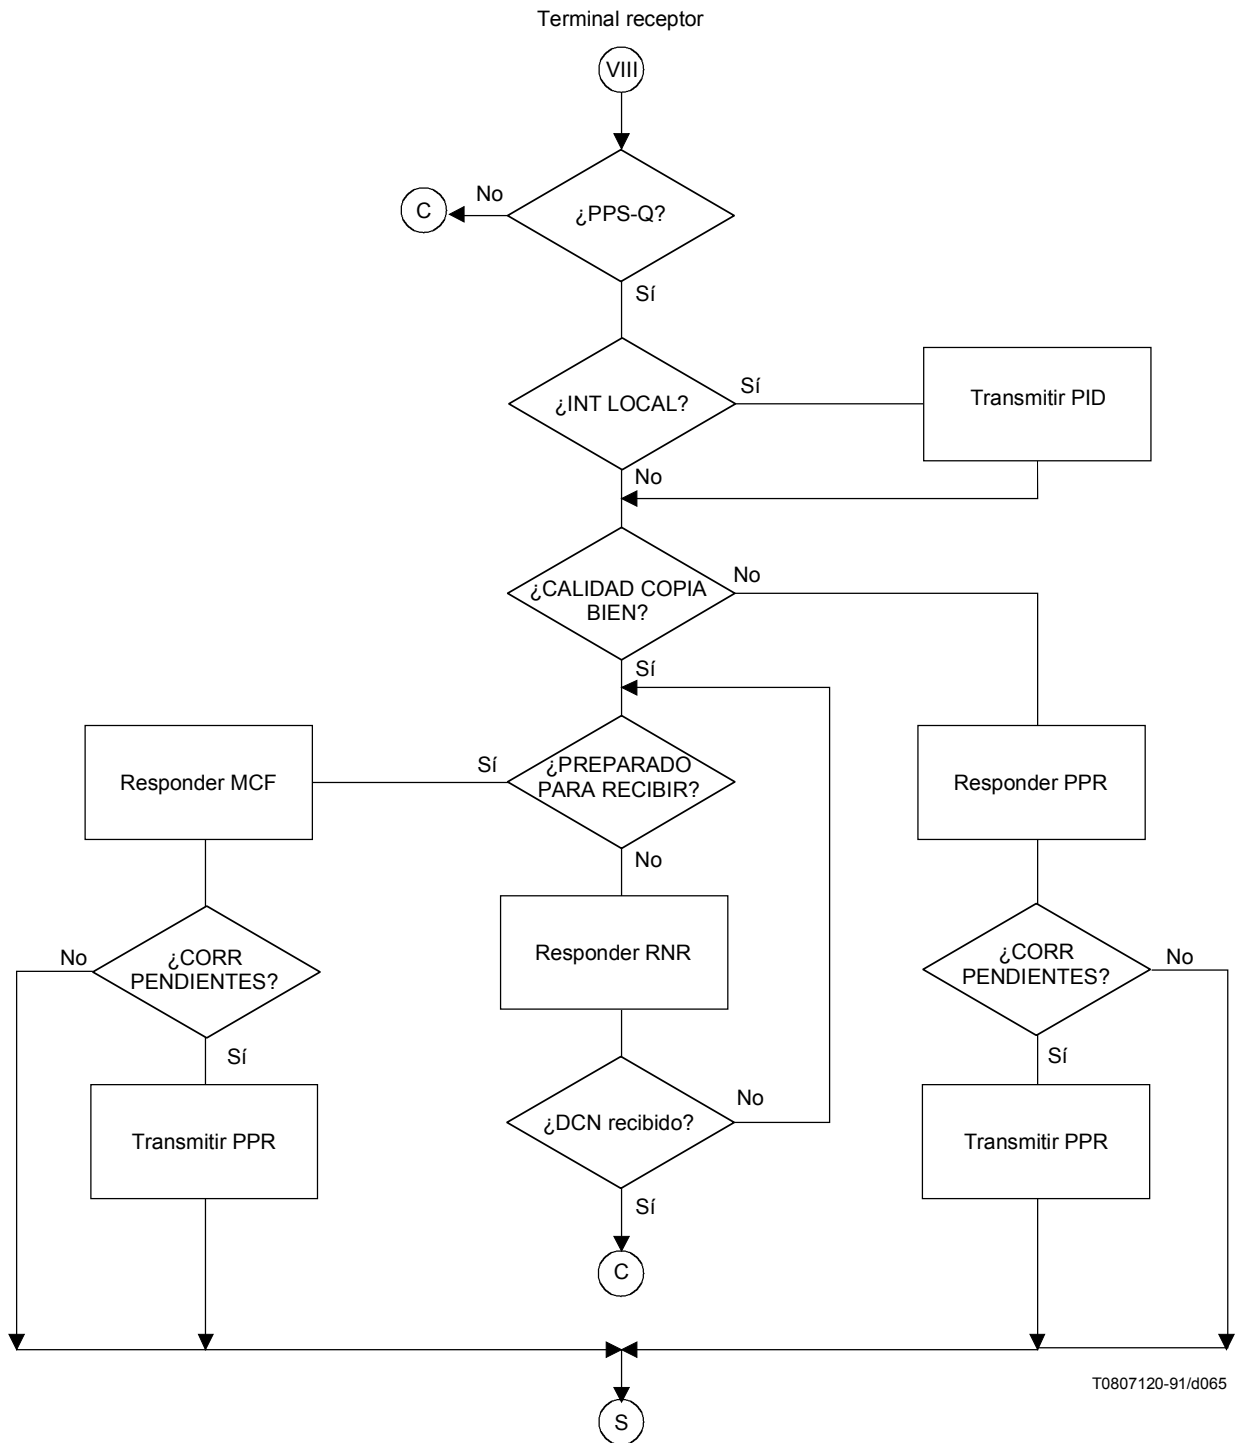 Terminal receptor
VIII
No
C
¿PPS-Q?
Sí
¿INT LOCAL?
Sí
Transmitir PID
No
¿CALIDAD COPIA
BIEN?
No
Sí
Responder MCF
Sí
¿PREPARADO
PARA RECIBIR?
Responder PPR
No
Responder RNR
No
¿CORR
PENDIENTES?
¿CORR
PENDIENTES?
No
Sí
Sí
Transmitir PPR
¿DCN recibido?
No
Transmitir PPR
Sí
C
T0807120-91/d065
S